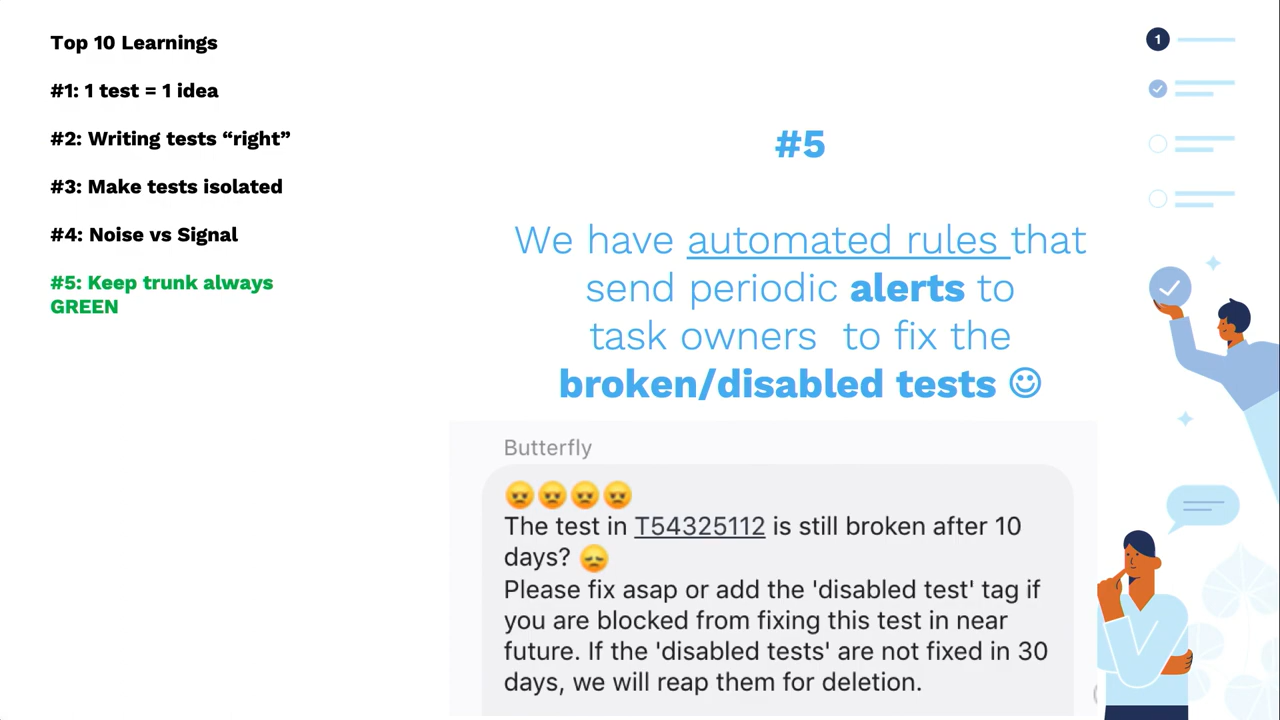 Top 10 Learnings
#1: 1 test = 1 idea
#2: Writing tests “right”
#3: Make tests isolated
#4: Noise vs Signal
#5: Keep trunk always
GREEN
1
#5
We have automated rules that
send periodic alerts to
task owners to fix the
broken/disabled tests ☺
Butterfly
😠😠😠😠
The test in T54325112 is still broken after 10
days? 😞
Please fix asap or add the 'disabled test' tag if
you are blocked from fixing this test in near
future. If the 'disabled tests' are not fixed in 30
days, we will reap them for deletion.